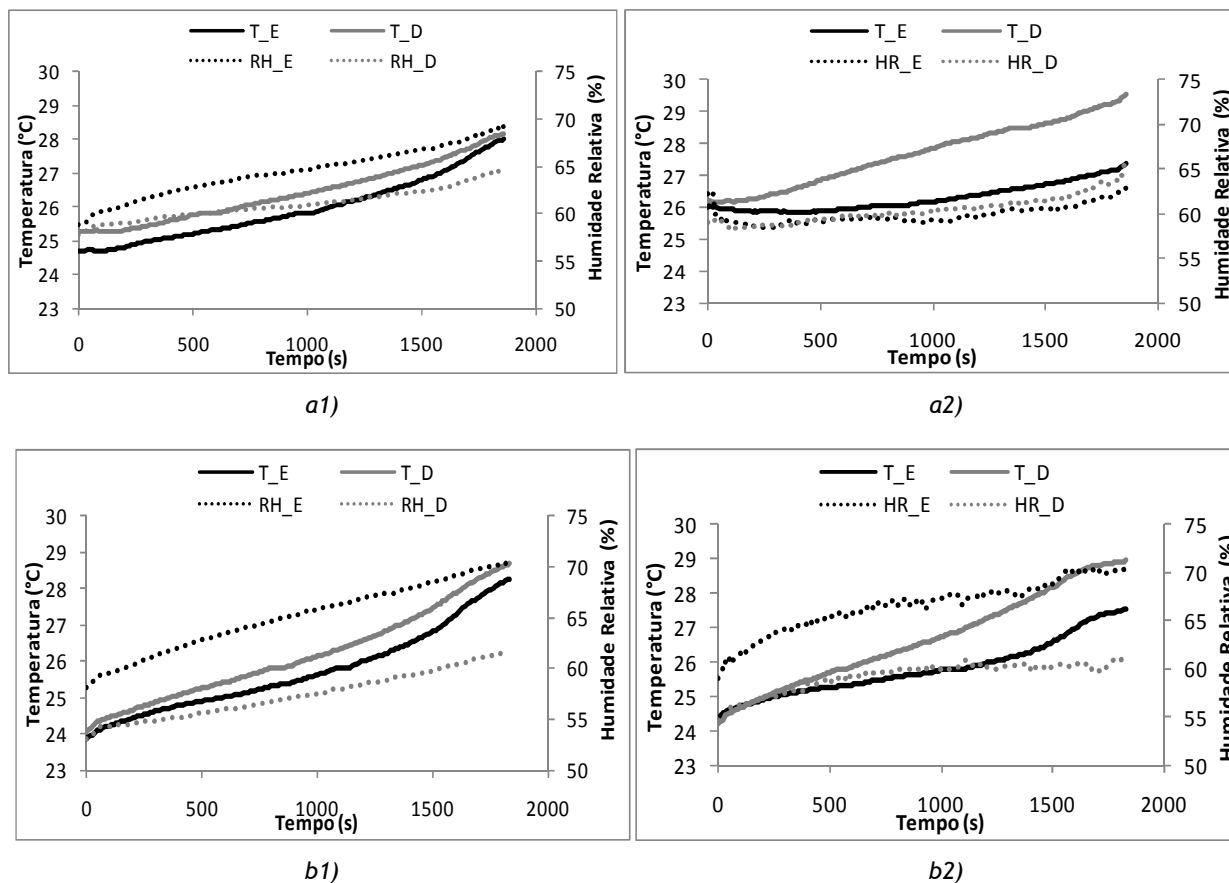 T_E T_D
RH_E RH_D
30 75
29
28 70
27 65
26 60
25
24 55
23 50
0 500 1000 1500 2000
Temperatura (°C)
Humidade Relativa (%)
Tempo (s)
a1)
T_E T_D
HR_E HR_D
30 75
29
28 70
27 65
26 60
25
24 55
23 50
0 500 1000 1500 2000
Temperatura (°C)
Humidade Relativa (%)
Tempo (s)
a2)
T_E T_D
RH_E RH_D
30 75
29
28 70
27 65
26 60
25
24 55
23 50
0 500 1000 1500 2000
Temperatura (°C)
Humidade Relativa (%)
Tempo (s)
b1)
T_E T_D
HR_E HR_D
30 75
29
28 70
27 65
26 60
25
24 55
23 50
0 500 1000 1500 2000
Temperatura (°C)
Humidade Relativa (%)
Tempo (s)
b2)